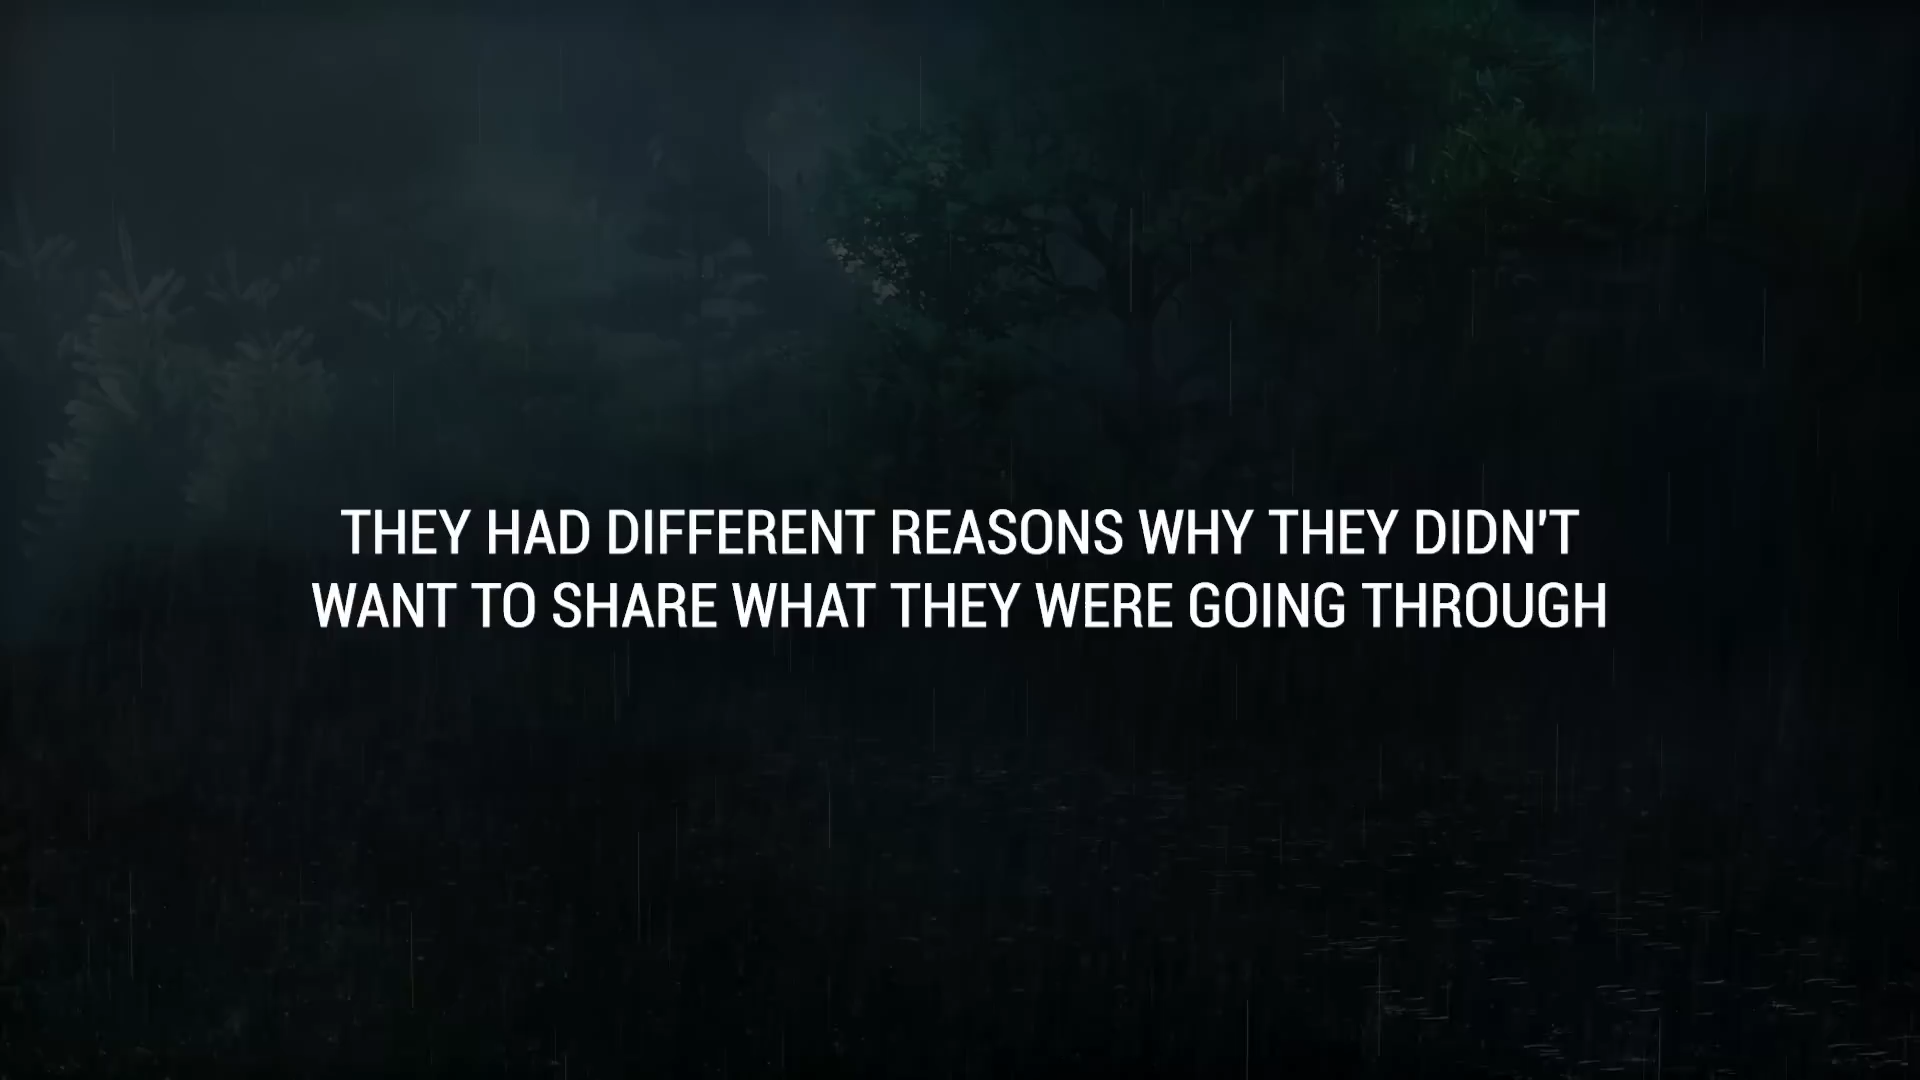 THEY HAD DIFFERENT REASONS WHY THEY DIDN'T
WANT TO SHARE WHAT THEY WERE GOING THROUGH